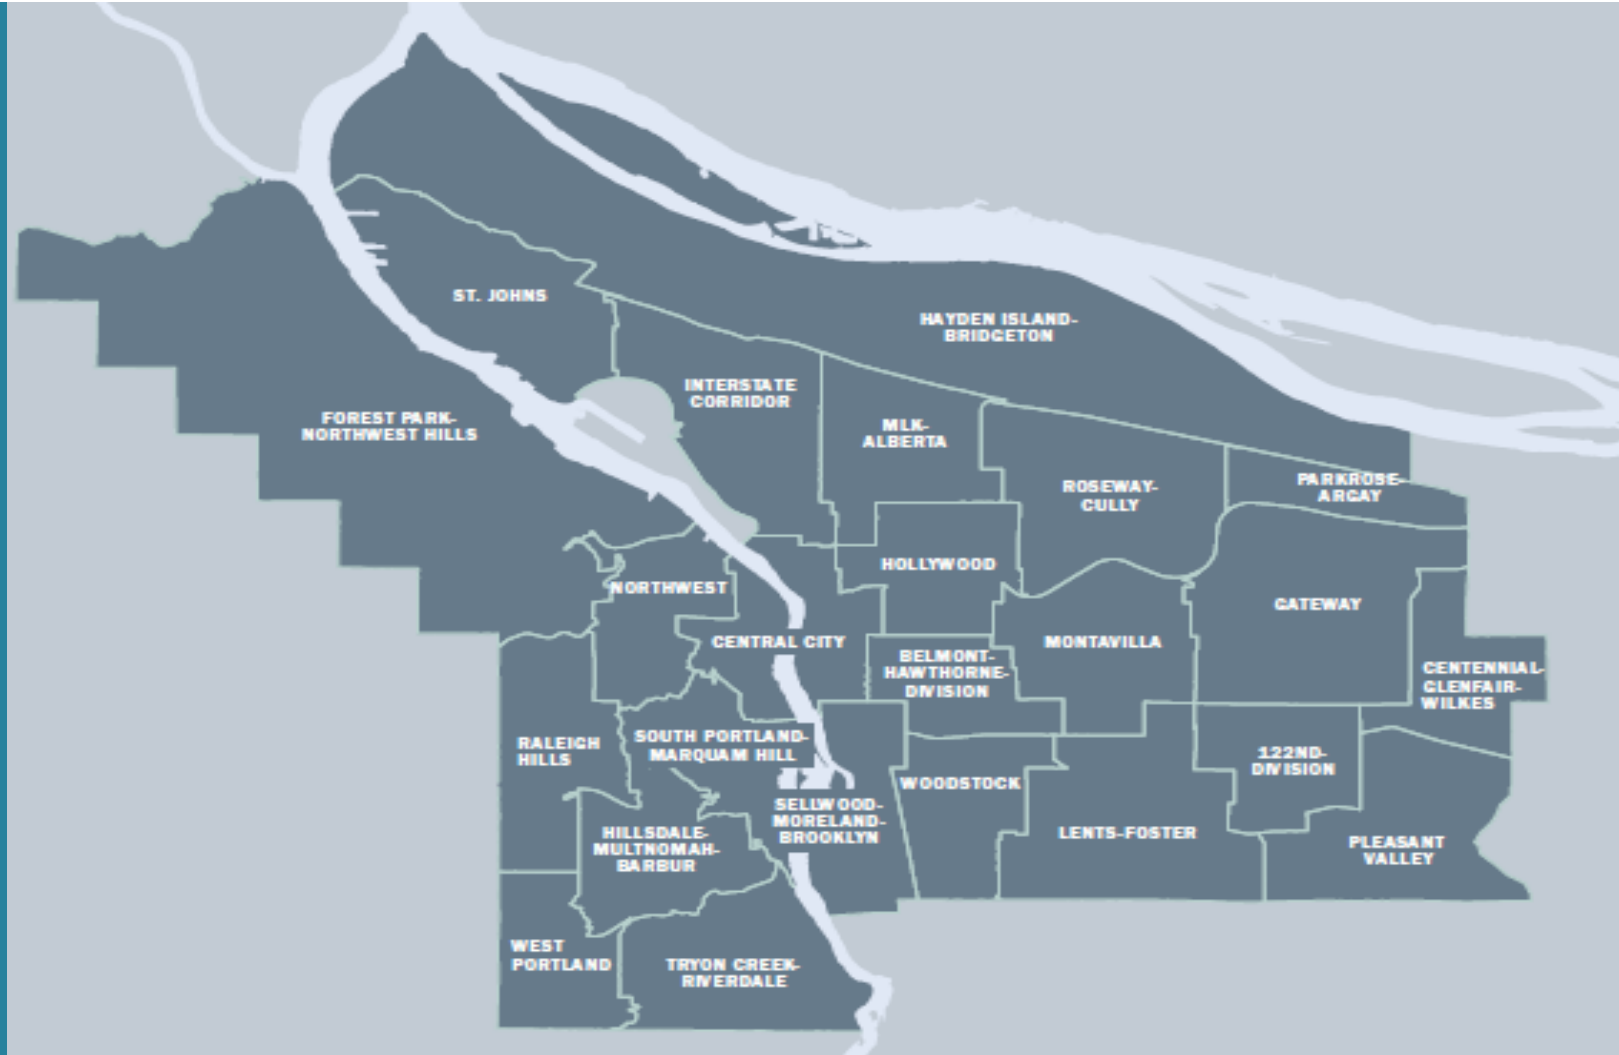 ST. JOHNS
HAYDEN ISLAND-
BRIDGETON
INTERSTATE
CORRIDOR
FOREST PARK-
NORTHWEST HILLS
MLK-
ALBERTA
ROSEWAY-
CULLY
PARKROSE-
ARGAY
HOLLYWOOD
NORTHWEST
GATEWAY
CENTRAL CITY
MONTAVILLA
BELMONT-
HAWTHORNE-
DIVISION
CENTENNIAL-
GLENFAIR-
WILKES
RALEIGH
HILLS
SOUTH PORTLAND-
MARQUAM HILL
122ND-
DIVISION
WOODSTOCK
SELLWOOD-
MORELAND-
BROOKLYN
HILLSDALE-
MULTNOMAH-
BARBUR
LENTS-FOSTER
PLEASANT
VALLEY
WEST
PORTLAND
TRYON CREEK-
RIVERDALE